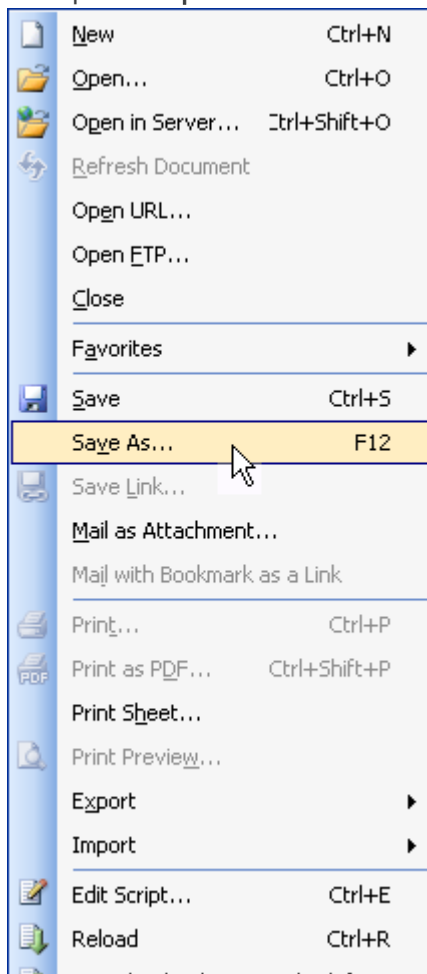 New Ctrl+N
Open... Ctrl+O
Open in Server... Ctrl+Shift+O
Refresh Document
Open URL...
Open FTP...
Close
Favorites
Save Ctrl+S
Save As... F12
Save Link...
Mail as Attachment...
Mail with Bookmark as a Link
Print... Ctrl+P
PDF Print as PDF... Ctrl+Shift+P
Print Sheet...
Print Preview...
Export
Import
Edit Script... Ctrl+E
Reload Ctrl+R